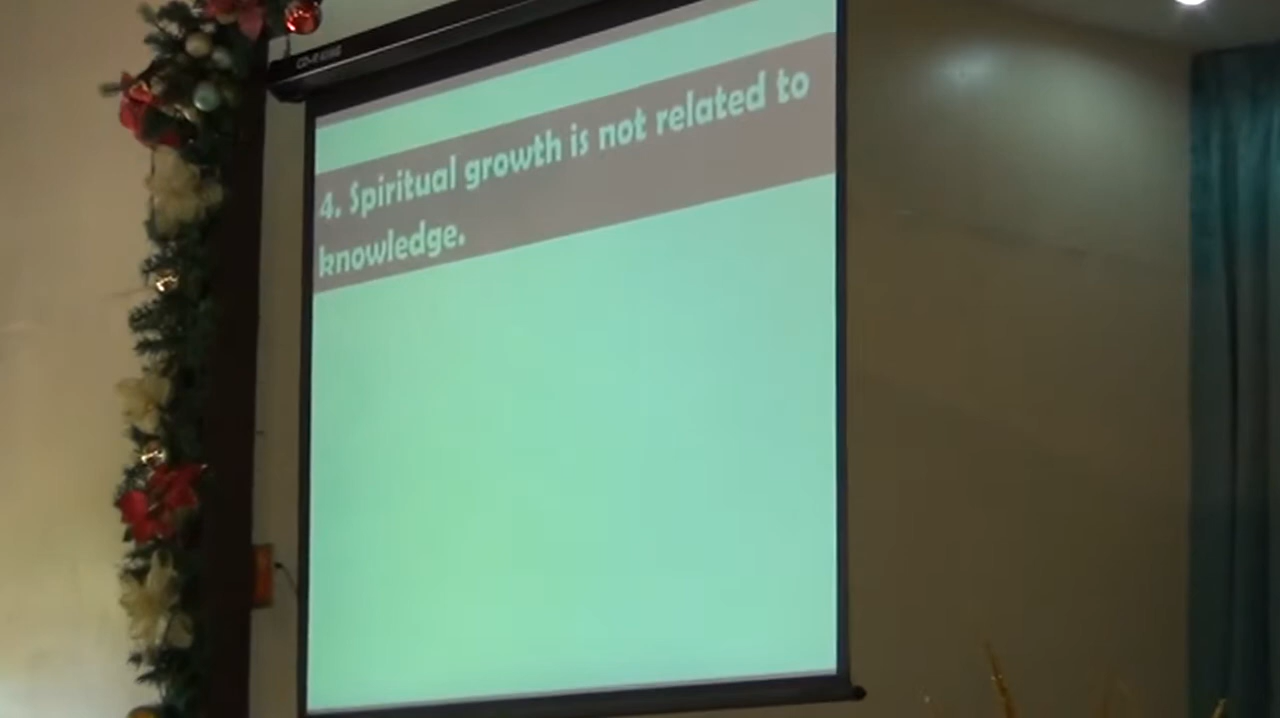 4. Spiritual growth is not related to
knowledge.